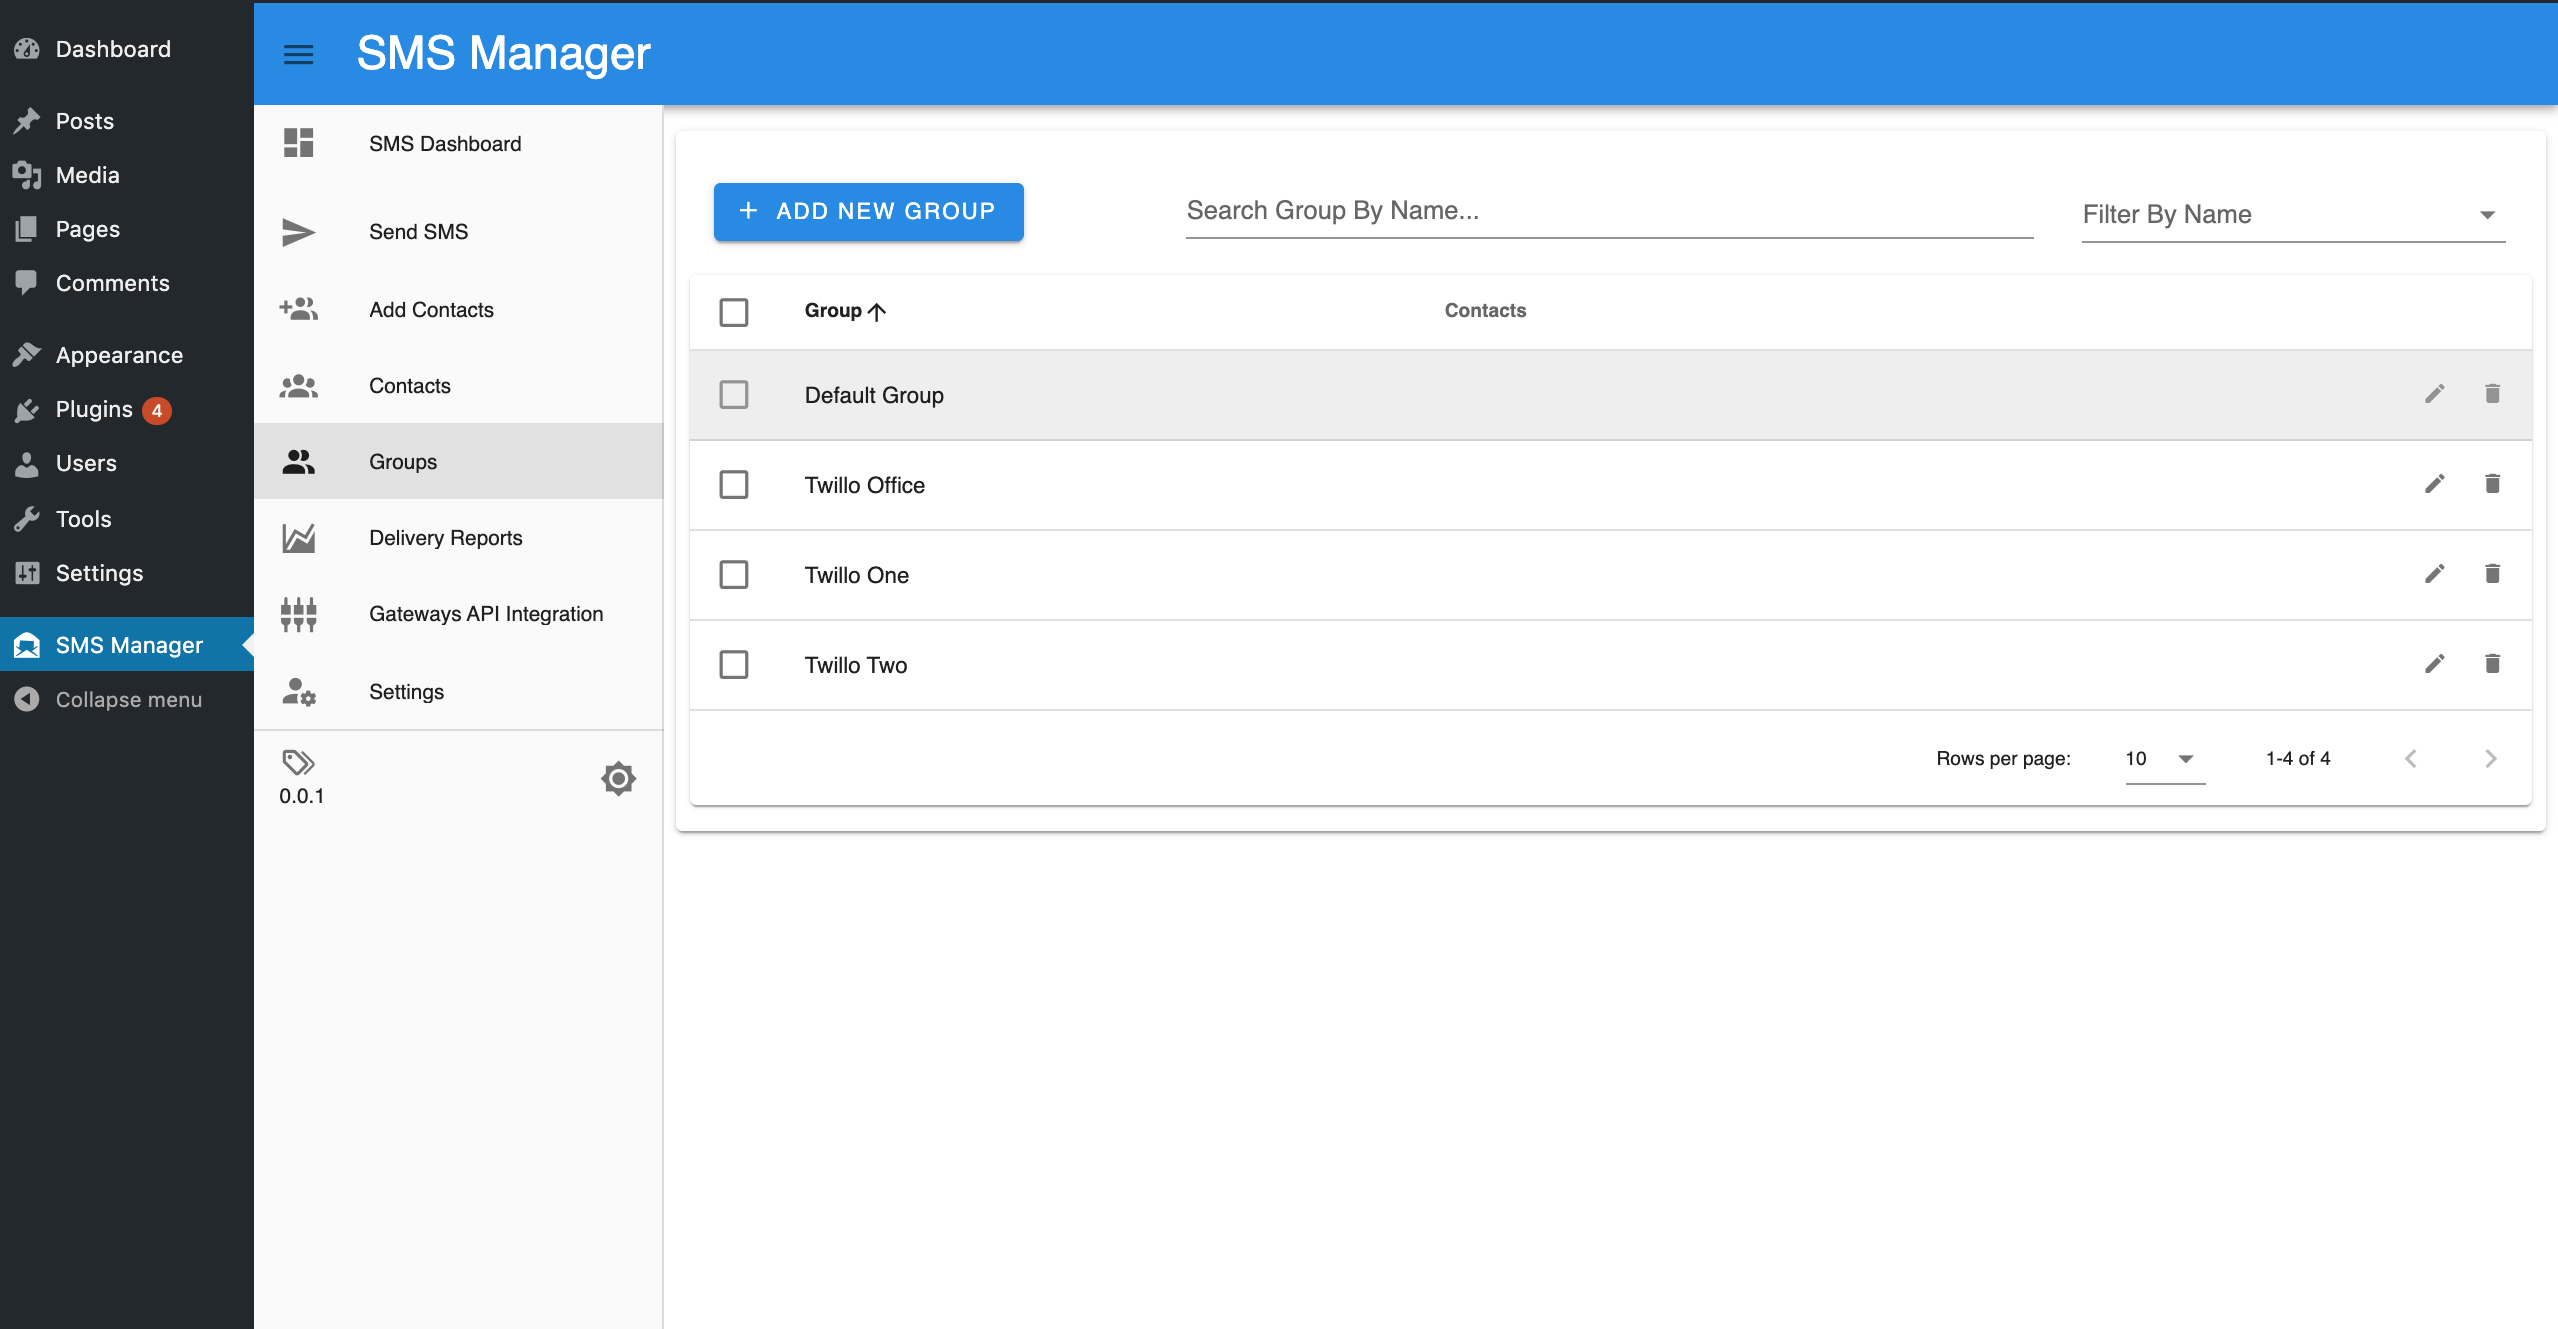 Dashboard
Posts
Media
Pages
Comments
Appearance
Plugins 4
Users
Tools
Settings
SMS Manager
Collapse menu
SMS Manager
SMS Dashboard
Send SMS
Add Contacts
Contacts
Groups
Delivery Reports
Gateways API Integration
Settings
0.0.1
+ ADD NEW GROUP
Search Group By Name...
Filter By Name
Group Contacts
Default Group
Twillo Office
Twillo One
Twillo Two
Rows per page: 10 1-4 of 4